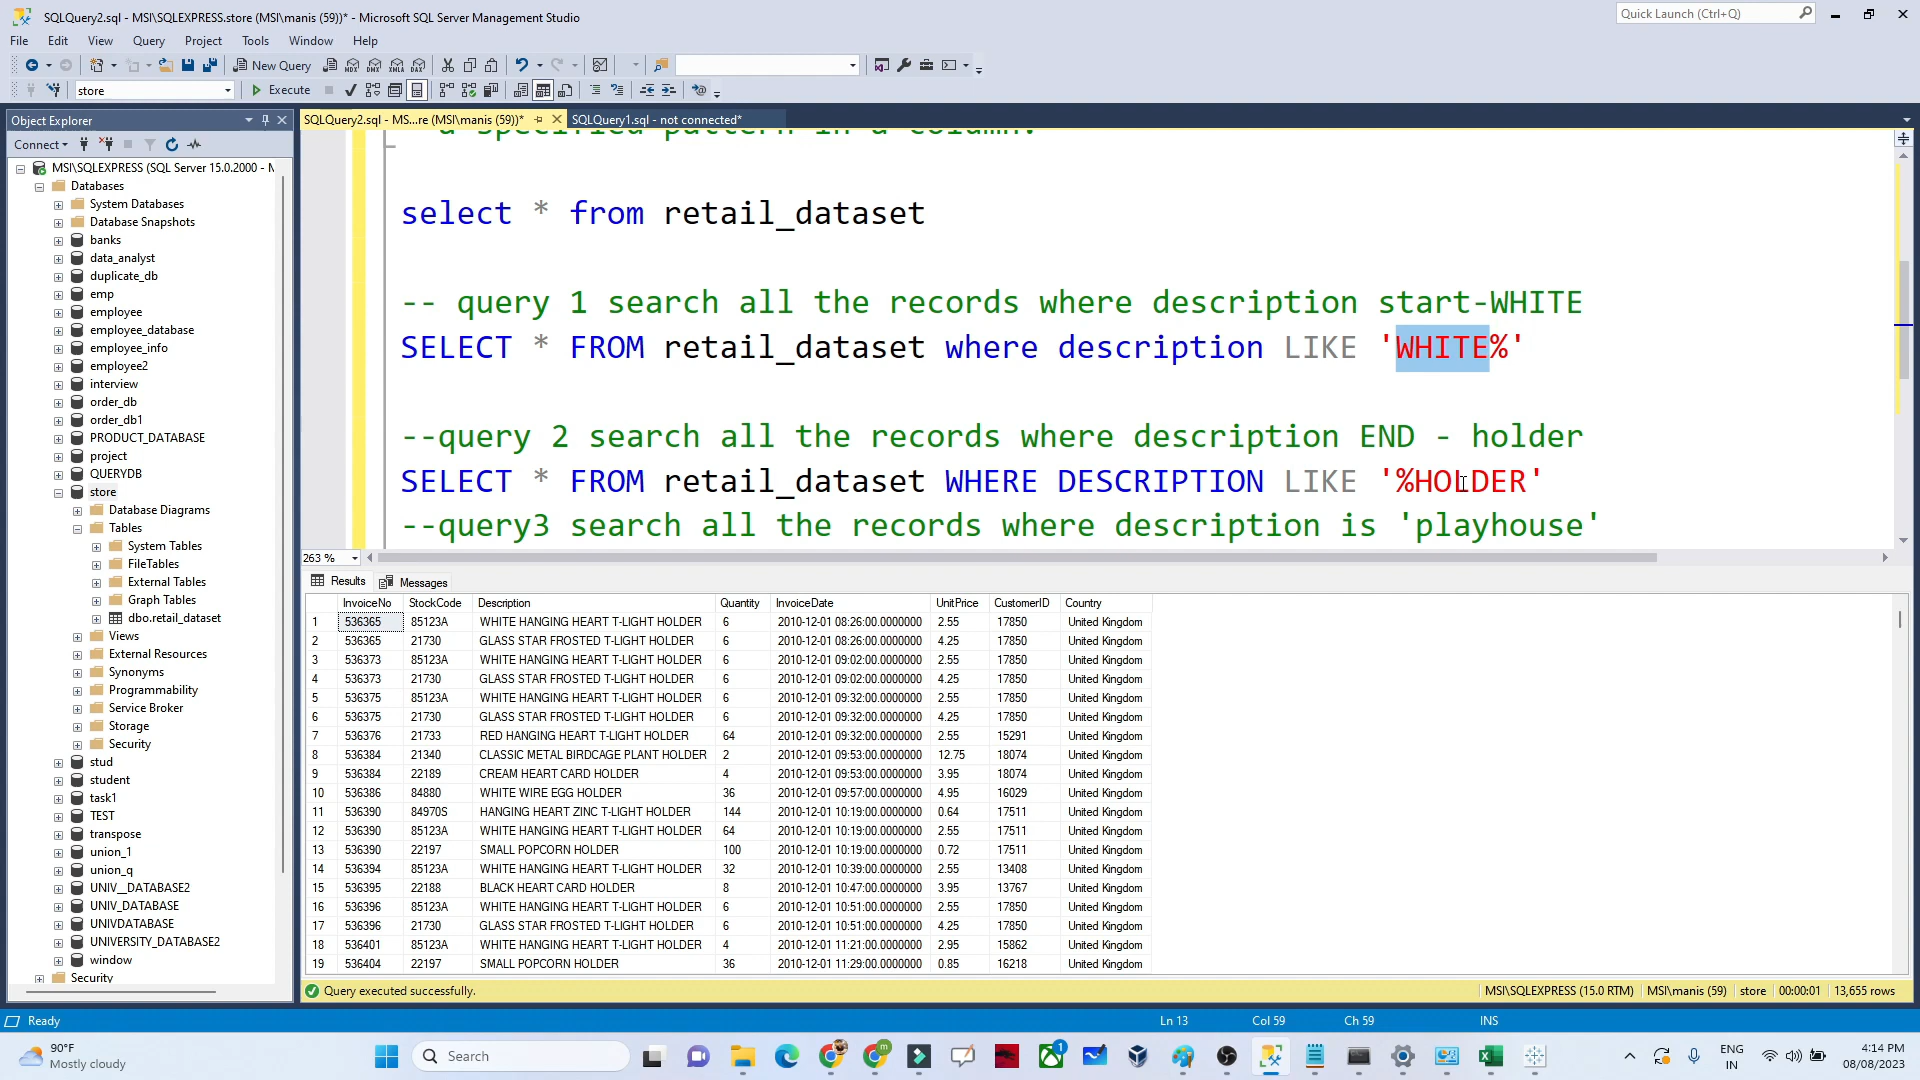 SQLQuery2.sql - MSI\SQLEXPRESS.store (MSI\manis (59))* - Microsoft SQL Server Management Studio
Quick Launch (Ctrl+Q)
File Edit View Query Project Tools Window Help
New Query
store
Execute
Object Explorer
Connect
MSI\SQLEXPRESS (SQL Server 15.0.2000 - M
Databases
System Databases
Database Snapshots
banks
data_analyst
duplicate_db
emp
employee
employee_database
employee_info
employee2
interview
order_db
order_db1
PRODUCT_DATABASE
project
QUERYDB
store
Database Diagrams
Tables
System Tables
FileTables
External Tables
Graph Tables
dbo.retail_dataset
Views
External Resources
Synonyms
Programmability
Service Broker
Storage
Security
stud
student
task1
TEST
transpose
union_1
union_q
UNIV__DATABASE2
UNIV_DATABASE
UNIVDATABASE
UNIVERSITY_DATABASE2
window
Security
SQLQuery2.sql - MS...re (MSI\manis (59))* SQLQuery1.sql - not connected*
a specified pattern in a column.
select * from retail_dataset
-- query 1 search all the records where description start-WHITE
SELECT * FROM retail_dataset where description LIKE 'WHITE%'
--query 2 search all the records where description END - holder
SELECT * FROM retail_dataset WHERE DESCRIPTION LIKE '%HOLDER'
--query3 search all the records where description is 'playhouse'
263 %
Results Messages
InvoiceNo StockCode Description Quantity InvoiceDate UnitPrice CustomerID Country
1 536365 85123A WHITE HANGING HEART T-LIGHT HOLDER 6 2010-12-01 08:26:00.0000000 2.55 17850 United Kingdom
2 536365 21730 GLASS STAR FROSTED T-LIGHT HOLDER 6 2010-12-01 08:26:00.0000000 4.25 17850 United Kingdom
3 536373 85123A WHITE HANGING HEART T-LIGHT HOLDER 6 2010-12-01 09:02:00.0000000 2.55 17850 United Kingdom
4 536373 21730 GLASS STAR FROSTED T-LIGHT HOLDER 6 2010-12-01 09:02:00.0000000 4.25 17850 United Kingdom
5 536375 85123A WHITE HANGING HEART T-LIGHT HOLDER 6 2010-12-01 09:32:00.0000000 2.55 17850 United Kingdom
6 536375 21730 GLASS STAR FROSTED T-LIGHT HOLDER 6 2010-12-01 09:32:00.0000000 4.25 17850 United Kingdom
7 536376 21733 RED HANGING HEART T-LIGHT HOLDER 64 2010-12-01 09:32:00.0000000 2.55 15291 United Kingdom
8 536384 21340 CLASSIC METAL BIRDCAGE PLANT HOLDER 2 2010-12-01 09:53:00.0000000 12.75 18074 United Kingdom
9 536384 22189 CREAM HEART CARD HOLDER 4 2010-12-01 09:53:00.0000000 3.95 18074 United Kingdom
10 536386 84880 WHITE WIRE EGG HOLDER 36 2010-12-01 09:57:00.0000000 4.95 16029 United Kingdom
11 536390 84970S HANGING HEART ZINC T-LIGHT HOLDER 144 2010-12-01 10:19:00.0000000 0.64 17511 United Kingdom
12 536390 85123A WHITE HANGING HEART T-LIGHT HOLDER 64 2010-12-01 10:19:00.0000000 2.55 17511 United Kingdom
13 536390 22197 SMALL POPCORN HOLDER 100 2010-12-01 10:19:00.0000000 0.72 17511 United Kingdom
14 536394 85123A WHITE HANGING HEART T-LIGHT HOLDER 32 2010-12-01 10:39:00.0000000 2.55 13408 United Kingdom
15 536395 22188 BLACK HEART CARD HOLDER 8 2010-12-01 10:47:00.0000000 3.95 13767 United Kingdom
16 536396 85123A WHITE HANGING HEART T-LIGHT HOLDER 6 2010-12-01 10:51:00.0000000 2.55 17850 United Kingdom
17 536396 21730 GLASS STAR FROSTED T-LIGHT HOLDER 6 2010-12-01 10:51:00.0000000 4.25 17850 United Kingdom
18 536401 85123A WHITE HANGING HEART T-LIGHT HOLDER 4 2010-12-01 11:21:00.0000000 2.95 15862 United Kingdom
19 536404 22197 SMALL POPCORN HOLDER 36 2010-12-01 11:29:00.0000000 0.85 16218 United Kingdom
Query executed successfully. MSI\SQLEXPRESS (15.0 RTM) MSI\manis (59) store 00:00:01 13,655 rows
Ready Ln 13 Col 59 Ch 59 INS
90°F
Mostly cloudy
Search
ENG
IN
4:14 PM
08/08/2023